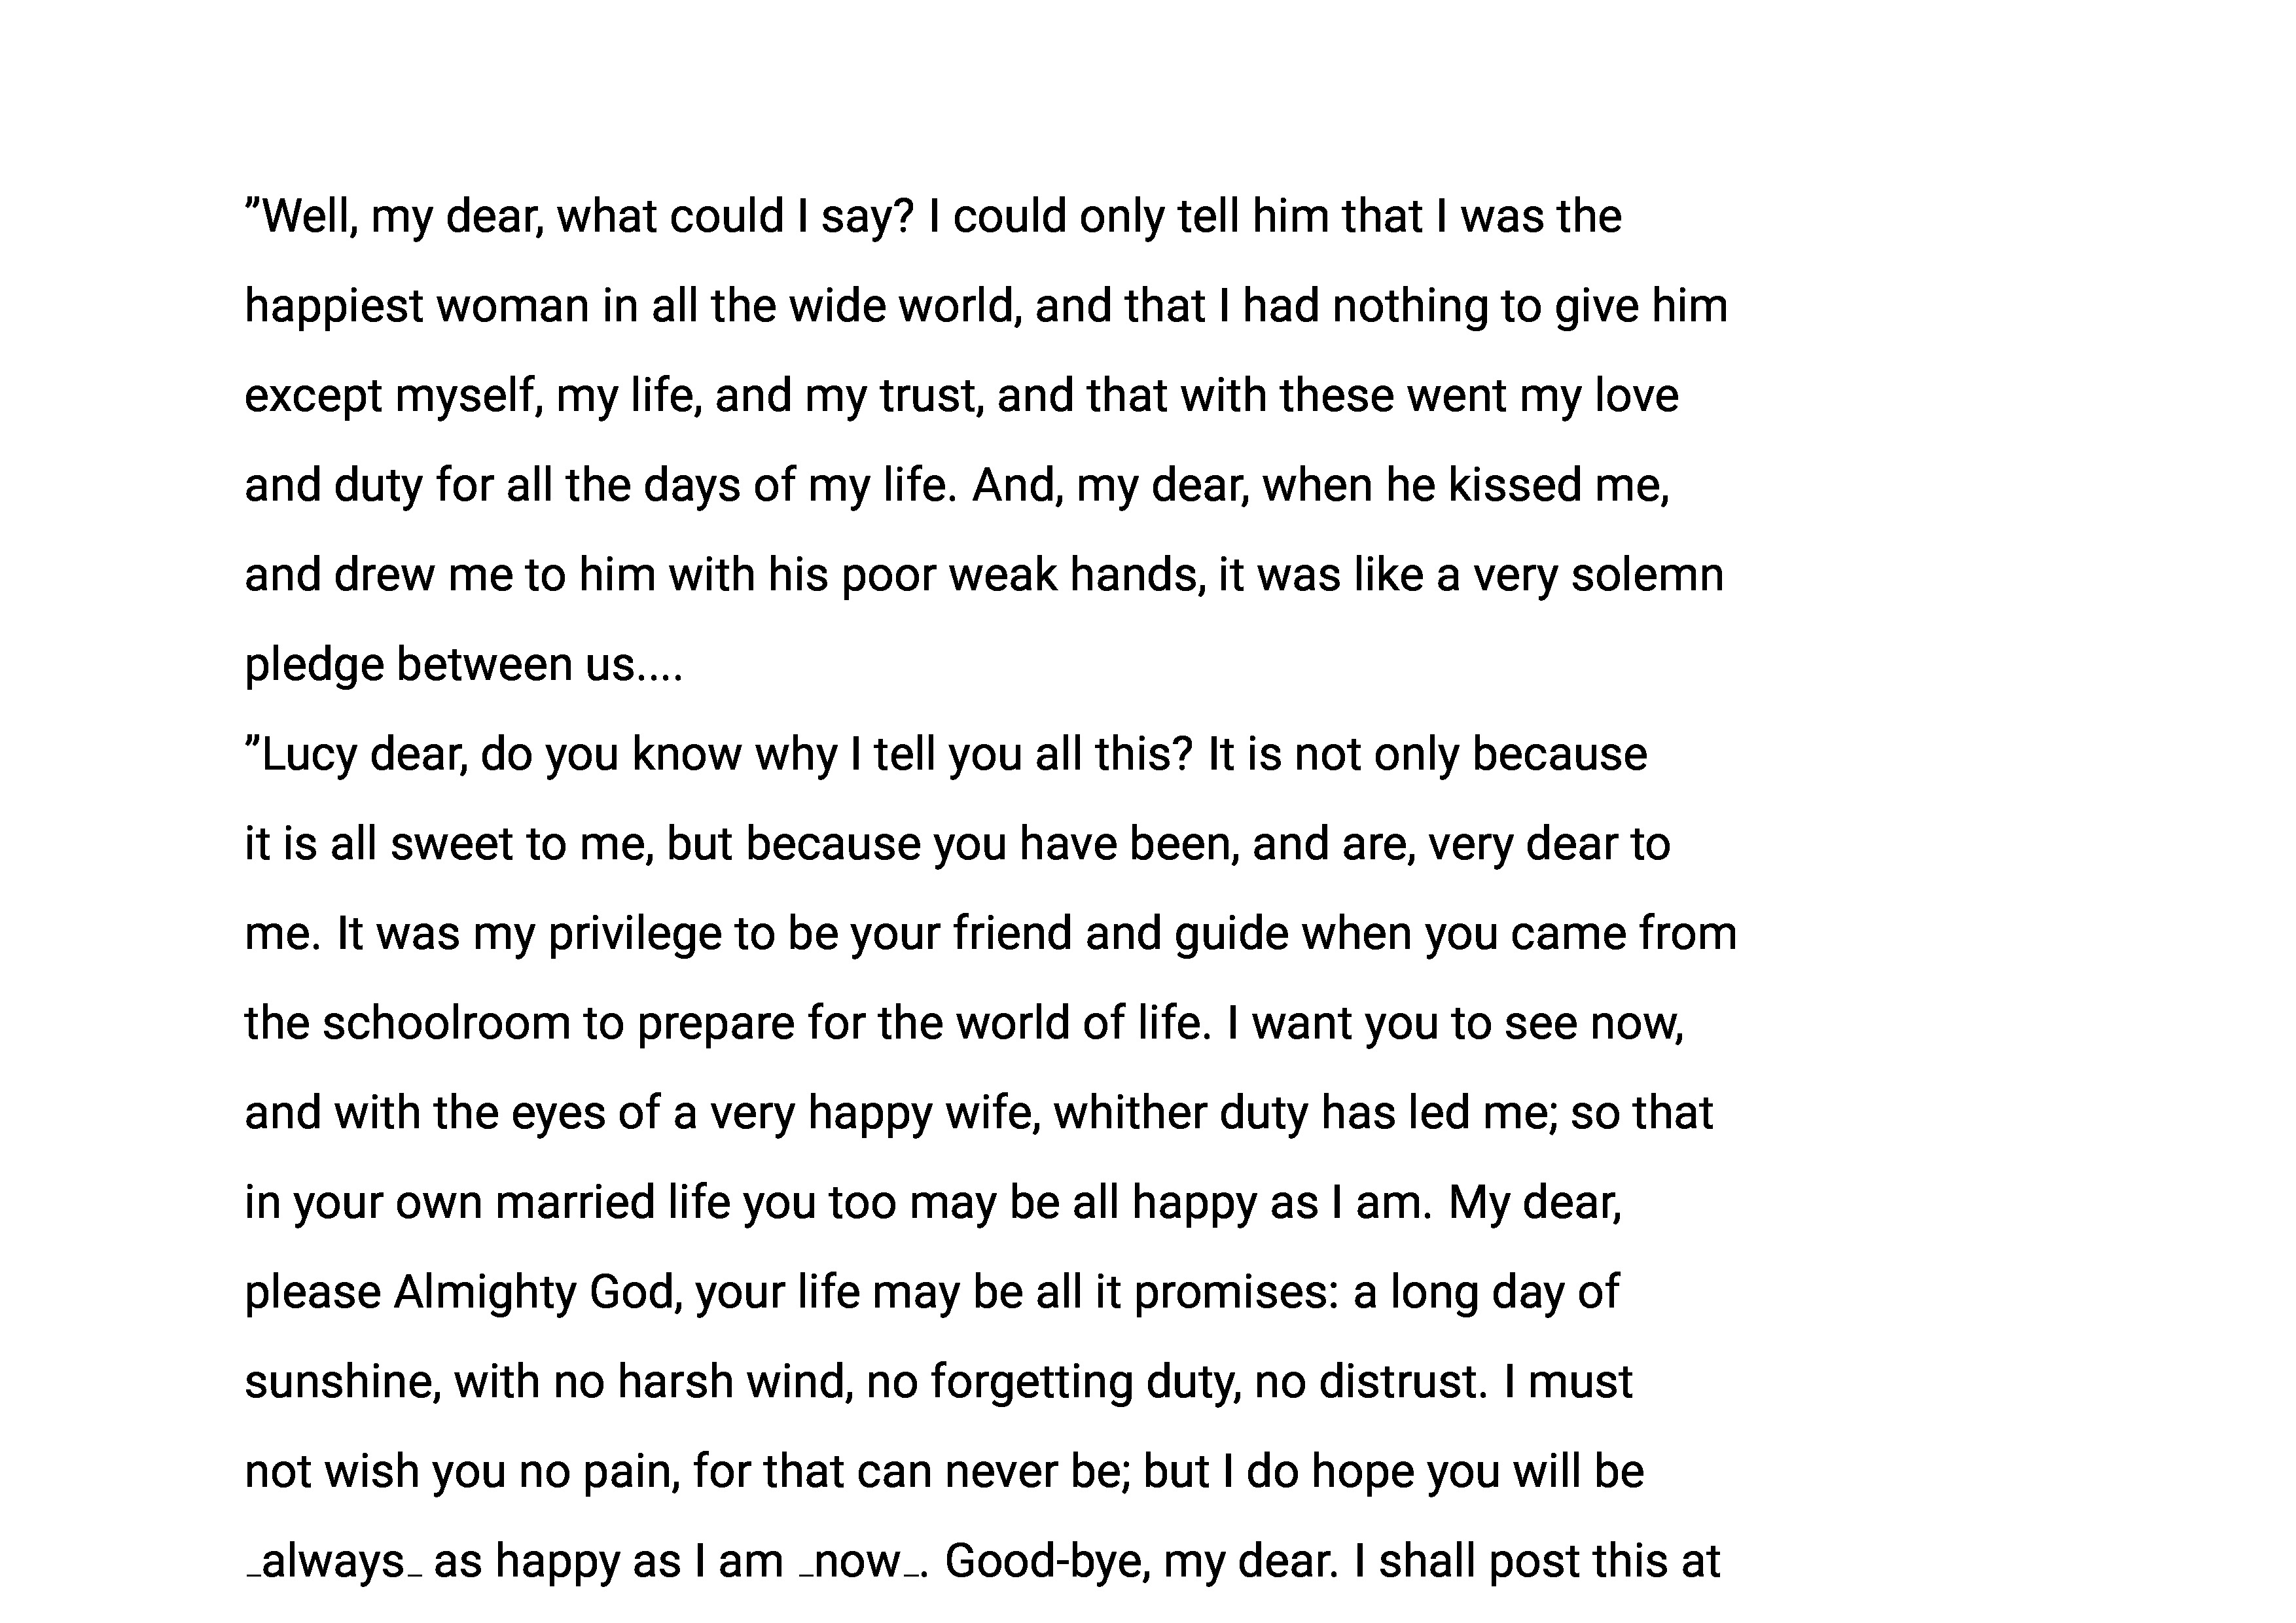 ”Well, my dear, what could I say? I could only tell him that I was the
happiest woman in all the wide world, and that I had nothing to give him
except myself, my life, and my trust, and that with these went my love
and duty for all the days of my life. And, my dear, when he kissed me,
and drew me to him with his poor weak hands, it was like a very solemn
pledge between us....
”Lucy dear, do you know why I tell you all this? It is not only because
it is all sweet to me, but because you have been, and are, very dear to
me. It was my privilege to be your friend and guide when you came from
the schoolroom to prepare for the world of life. I want you to see now,
and with the eyes of a very happy wife, whither duty has led me; so that
in your own married life you too may be all happy as I am. My dear,
please Almighty God, your life may be all it promises: a long day of
sunshine, with no harsh wind, no forgetting duty, no distrust. I must
not wish you no pain, for that can never be; but I do hope you will be
_always_ as happy as I am _now_. Good-bye, my dear. I shall post this at